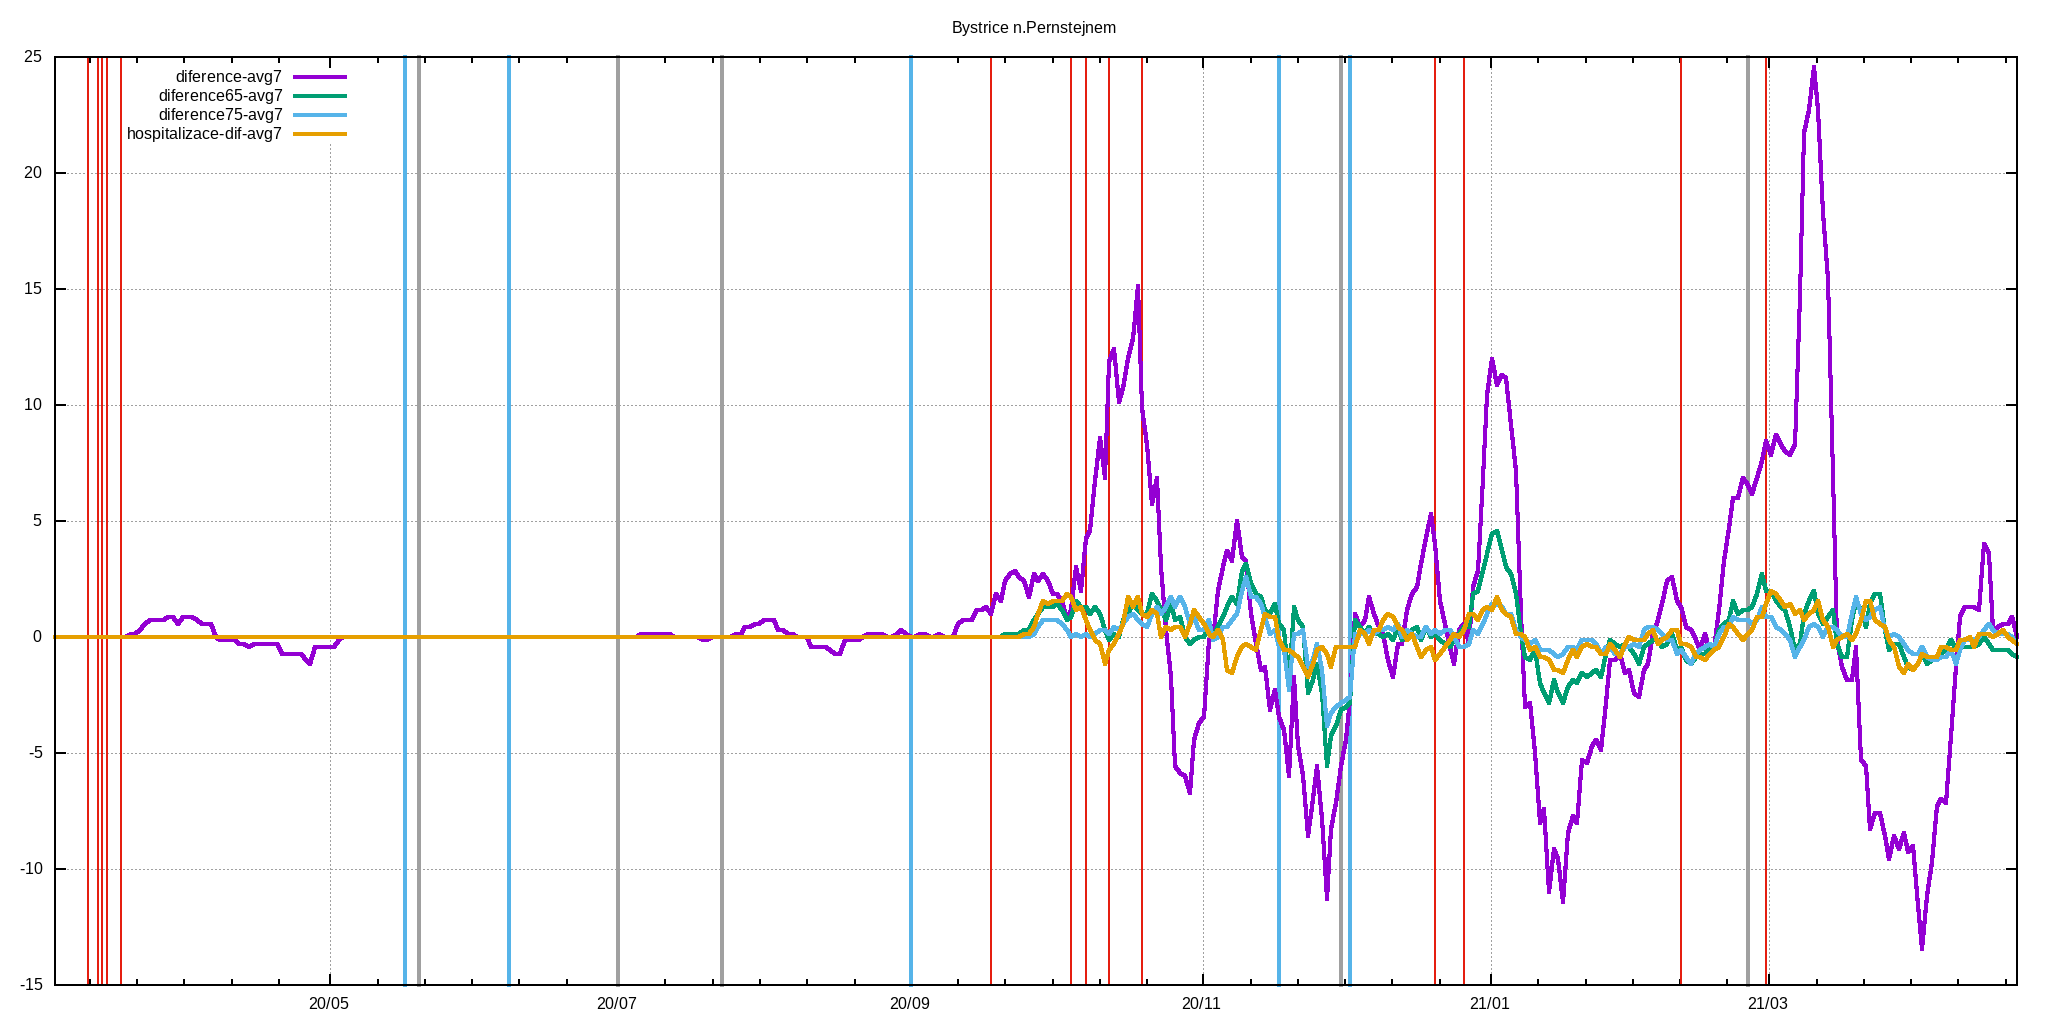 Bystrice n.Pernstejnem
25
diference-avg7
diference65-avg7
diference75-avg7
hospitalizace-dif-avg7
20
15
10
5
0
-5
-10
-15
20/05 20/07 20/09 20/11 21/01 21/03